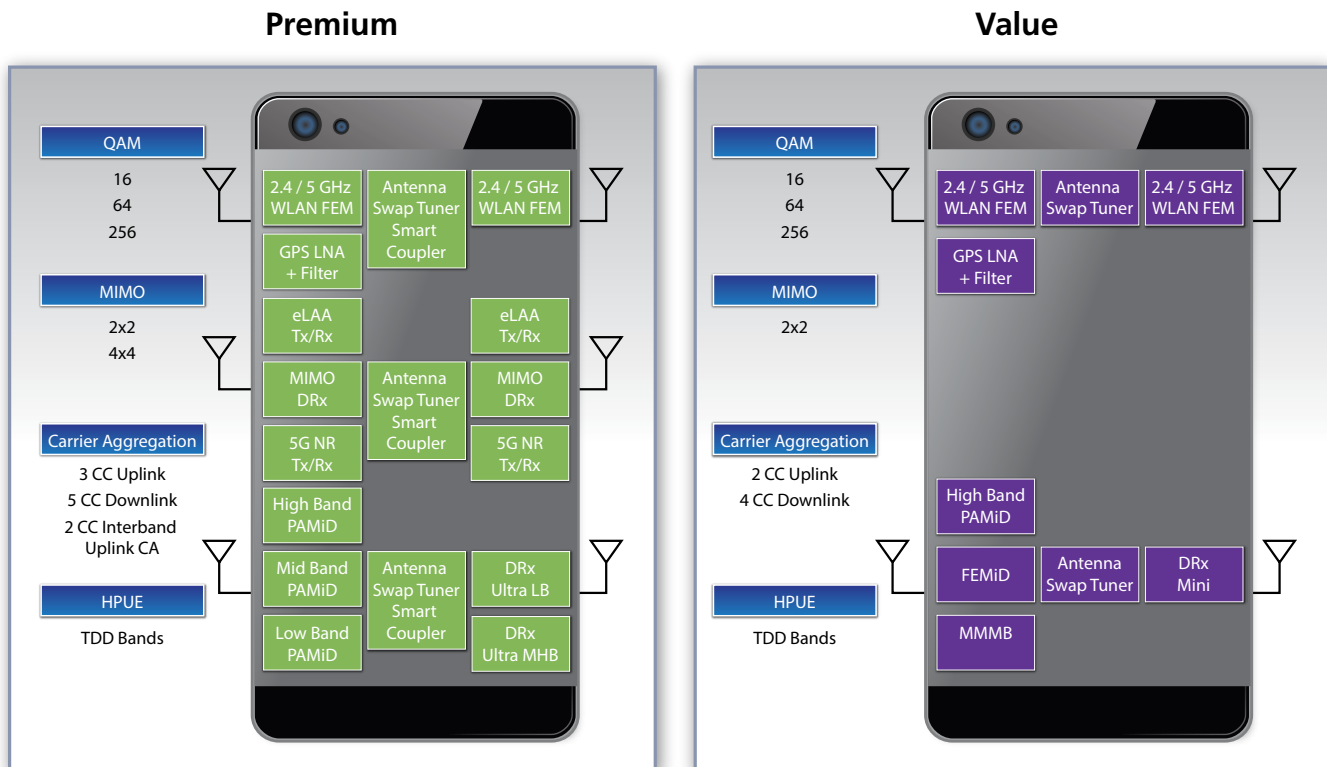 Premium
QAM
16
64
256
MIMO
2x2
4x4
Carrier Aggregation
3 CC Uplink
5 CC Downlink
2 CC Interband
Uplink CA
HPUE
TDD Bands
2.4 / 5 GHz
WLAN FEM
Antenna
Swap Tuner
Smart
Coupler
2.4 / 5 GHz
WLAN FEM
GPS LNA
+ Filter
eLAA
Tx/Rx
eLAA
Tx/Rx
MIMO
DRx
Antenna
Swap Tuner
Smart
Coupler
MIMO
DRx
5G NR
Tx/Rx
5G NR
Tx/Rx
High Band
PAMiD
Mid Band
PAMiD
Antenna
Swap Tuner
Smart
Coupler
DRx
Ultra LB
Low Band
PAMiD
DRx
Ultra MHB
Value
QAM
16
64
256
MIMO
2x2
Carrier Aggregation
2 CC Uplink
4 CC Downlink
HPUE
TDD Bands
2.4 / 5 GHz
WLAN FEM
Antenna
Swap Tuner
2.4 / 5 GHz
WLAN FEM
GPS LNA
+ Filter
High Band
PAMiD
FEMiD
Antenna
Swap Tuner
DRx
Mini
MMMB